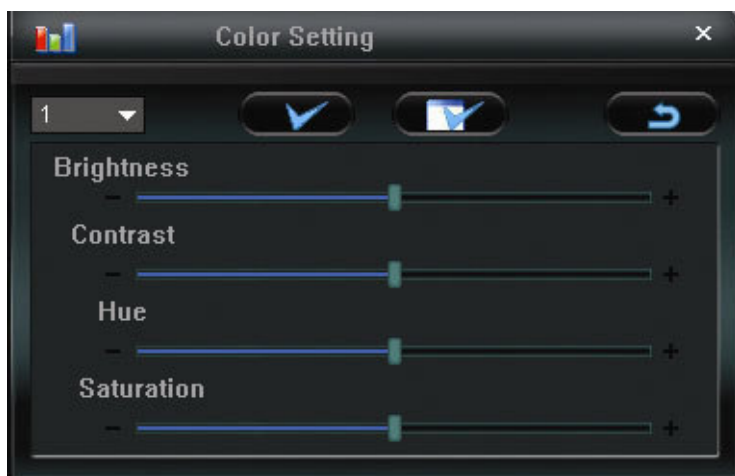 Color Setting
1
Brightness
- +
Contrast
- +
Hue
- +
Saturation
- +